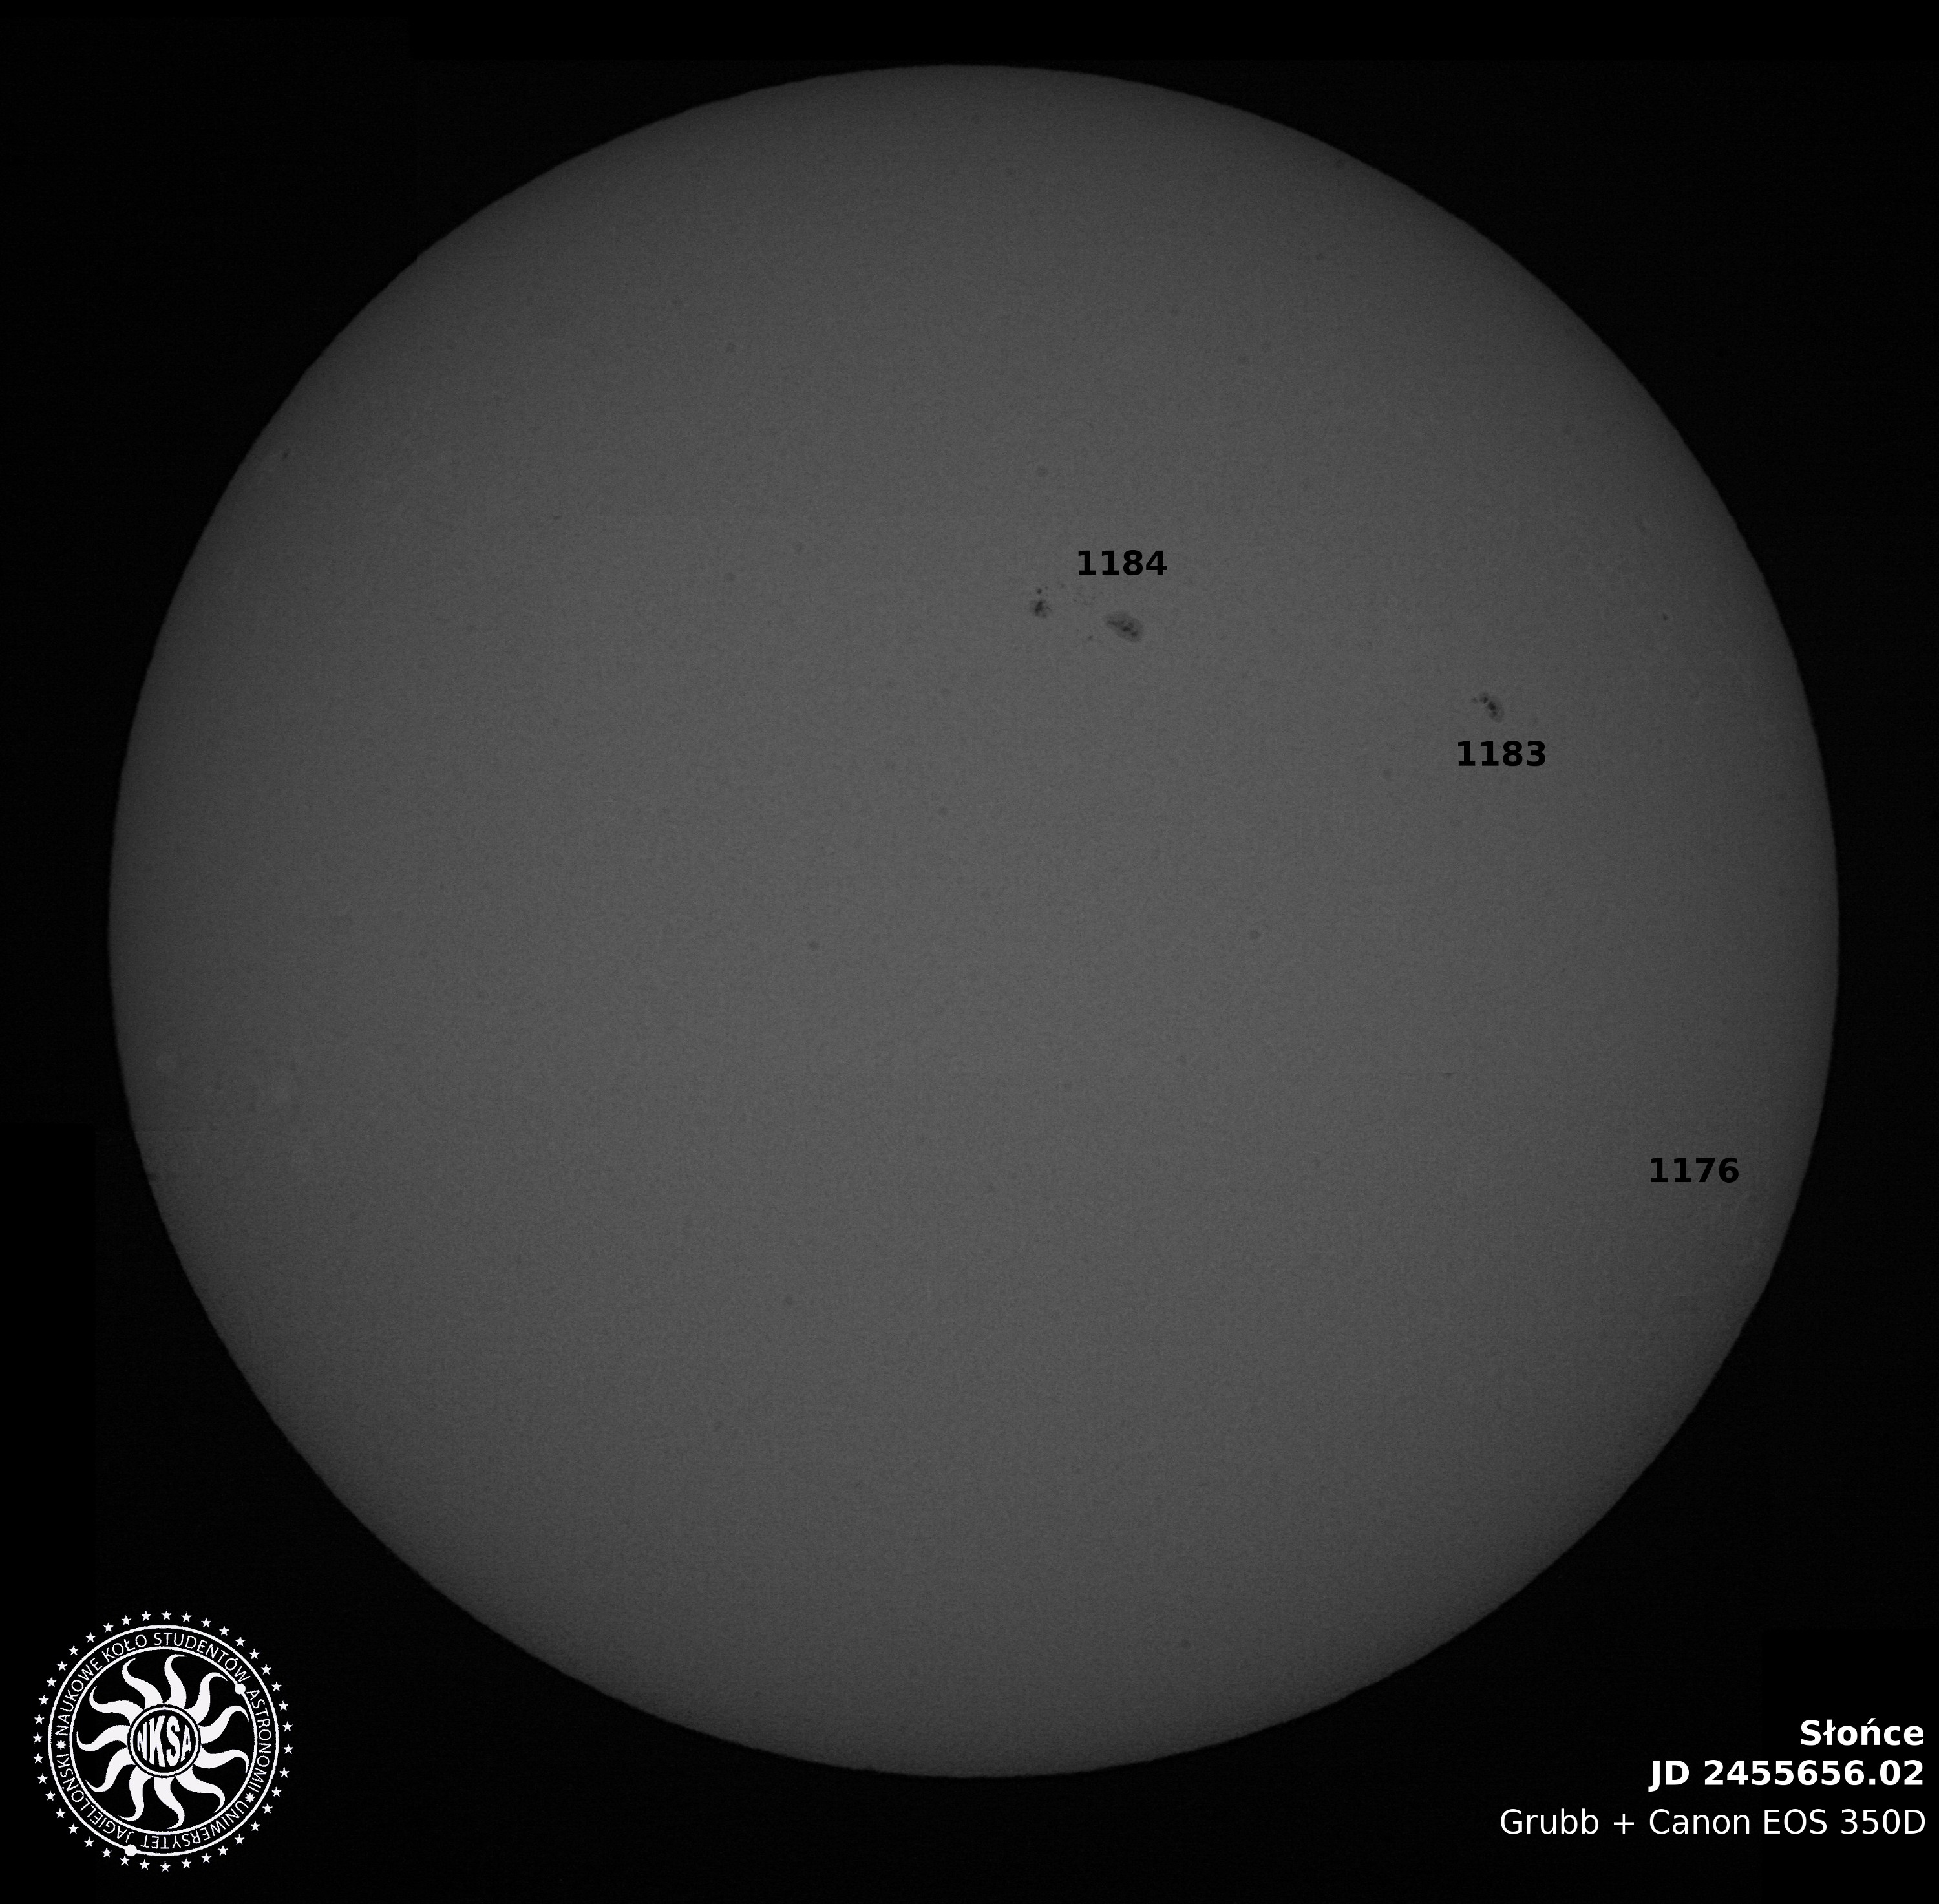 1184
1183
1176
NAUKOWE KOŁO STUDENTÓW ASTRONOMII
UNIWERSYTET JAGIELLOŃSKI
NKSA
Słońce
JD 2455656.02
Grubb + Canon EOS 350D